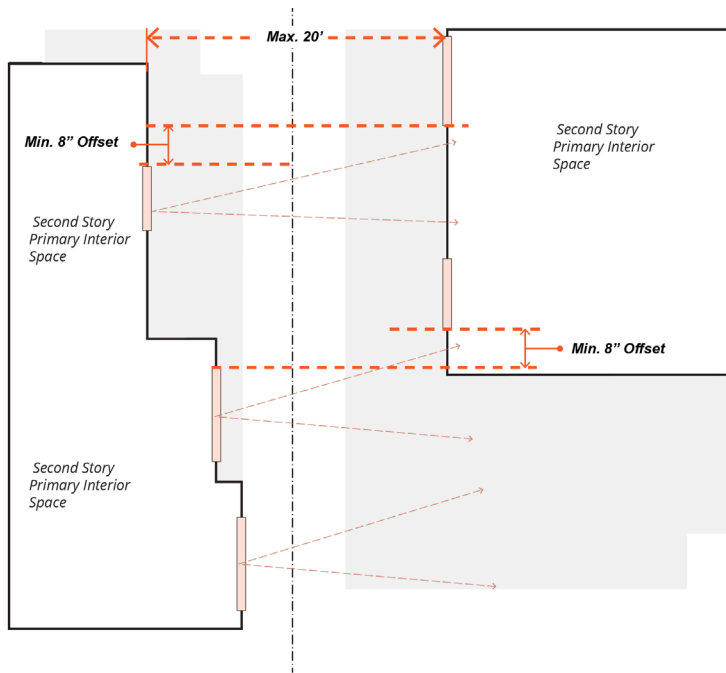 Max. 20’
Min. 8” Offset
Second Story
Primary Interior
Space
Second Story
Primary Interior
Space
Min. 8” Offset
Second Story
Primary Interior
Space